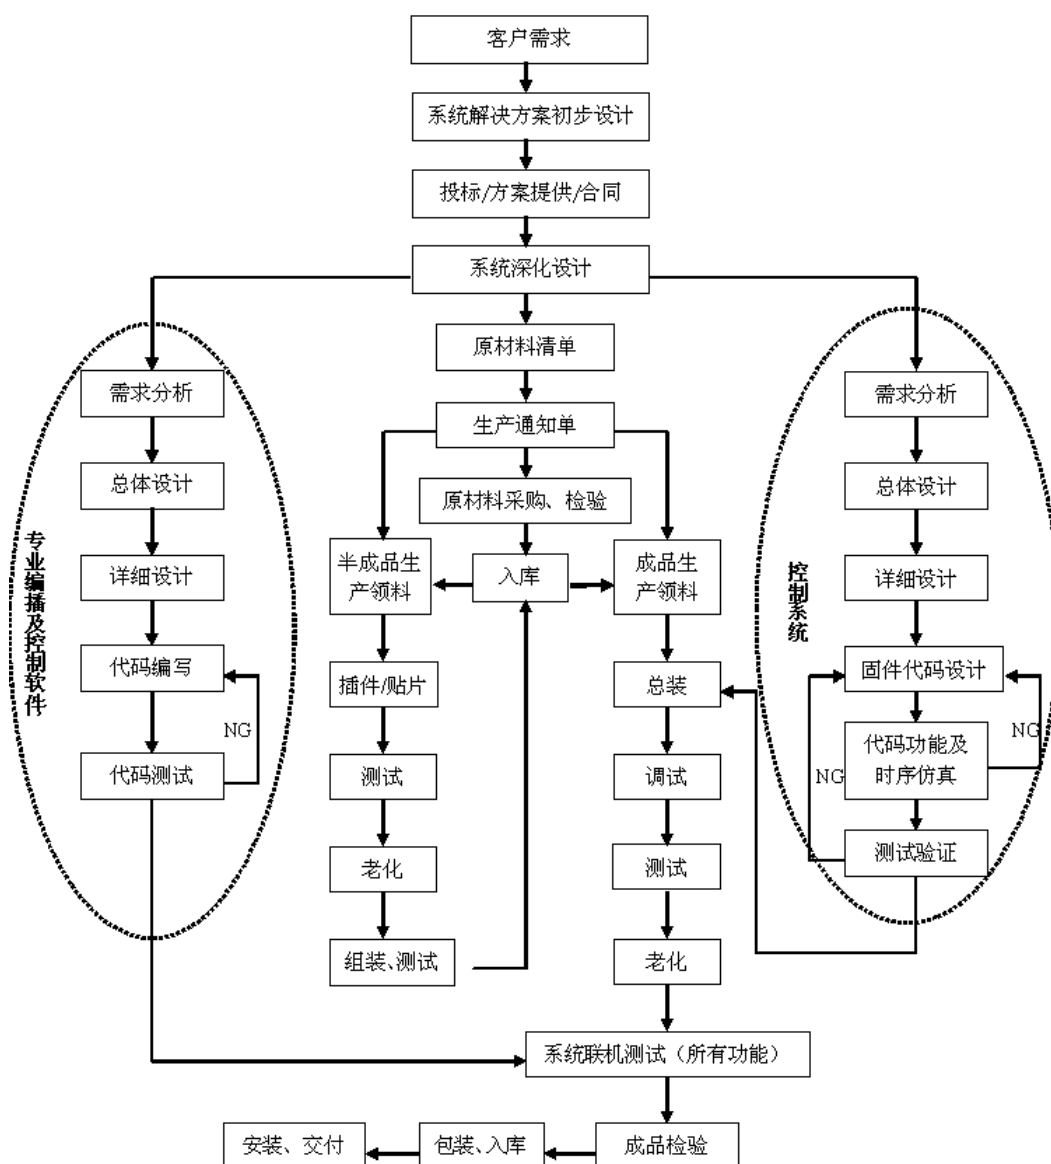 客户需求
系统解决方案初步设计
投标/方案提供/合同
系统深化设计
原材料清单
生产通知单
原材料采购、检验
入库
专业编播及控制软件
需求分析
总体设计
详细设计
代码编写
NG
代码测试
半成品生
产领料
插件/贴片
测试
老化
组装、测试
成品生
产领料
总装
调试
测试
老化
控制系统
需求分析
总体设计
详细设计
固件代码设计
NG
代码功能及
时序仿真
NG
测试验证
系统联机测试（所有功能）
成品检验
包装、入库
安装、交付